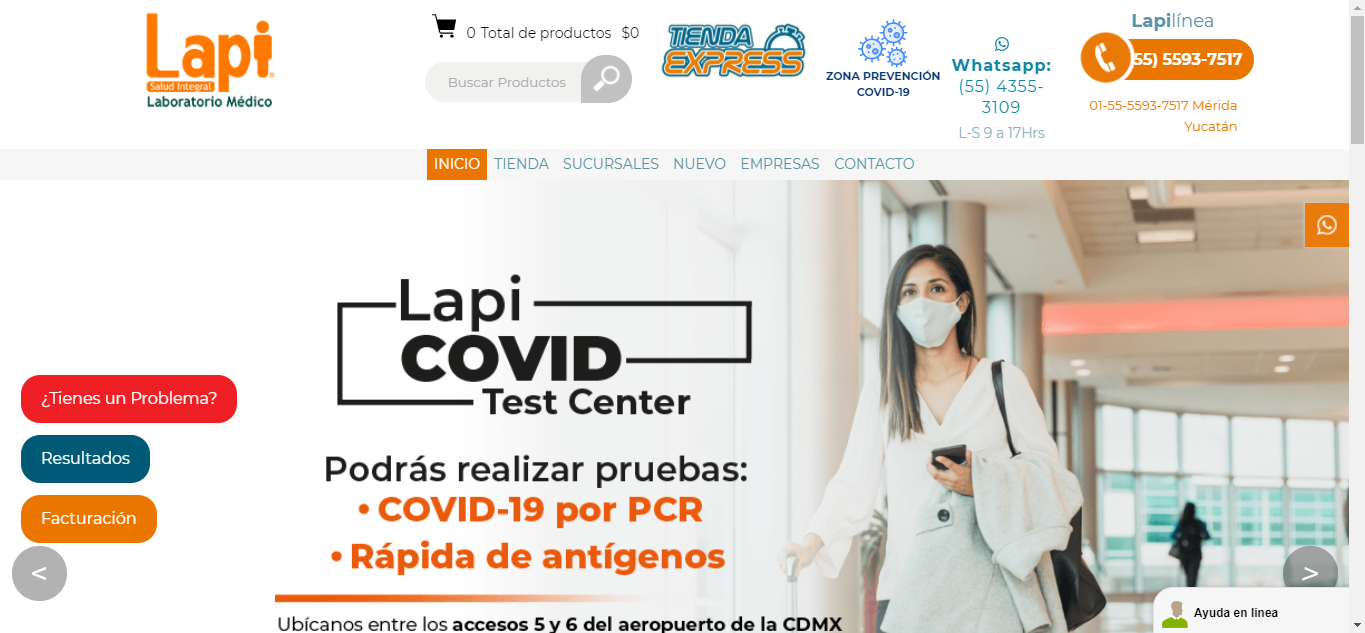 Lapi
Salud Integral
Laboratorio Médico
0 Total de productos $0
Buscar Productos
TIENDA
EXPRESS
ZONA PREVENCIÓN
COVID-19
Whatsapp:
(55) 4355-
3109
L-S 9 a 17Hrs
Lapilínea
55) 5593-7517
01-55-5593-7517 Mérida
Yucatán
INICIO TIENDA SUCURSALES NUEVO EMPRESAS CONTACTO
Lapi
COVID
Test Center
¿Tienes un Problema?
Resultados
Facturación
Podrás realizar pruebas:
• COVID-19 por PCR
• Rápida de antígenos
< >
Ubícanos entre los accesos 5 y 6 del aeropuerto de la CDMX
Ayuda en linea